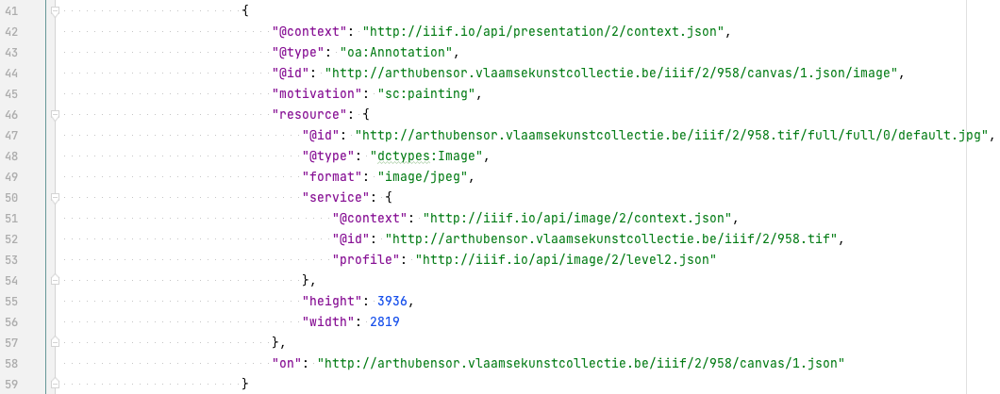 41 {
42 "@context": "http://iiif.io/api/presentation/2/context.json",
43 "@type": "oa:Annotation",
44 "@id": "http://arthubensor.vlaamsekunstcollectie.be/iiif/2/958/canvas/1.json/image",
45 "motivation": "sc:painting",
46 "resource": {
47 "@id": "http://arthubensor.vlaamsekunstcollectie.be/iiif/2/958.tif/full/full/0/default.jpg",
48 "@type": "dctypes:Image",
49 "format": "image/jpeg",
50 "service": {
51 "@context": "http://iiif.io/api/image/2/context.json",
52 "@id": "http://arthubensor.vlaamsekunstcollectie.be/iiif/2/958.tif",
53 "profile": "http://iiif.io/api/image/2/level2.json"
54 },
55 "height": 3936,
56 "width": 2819
57 },
58 "on": "http://arthubensor.vlaamsekunstcollectie.be/iiif/2/958/canvas/1.json"
59 }